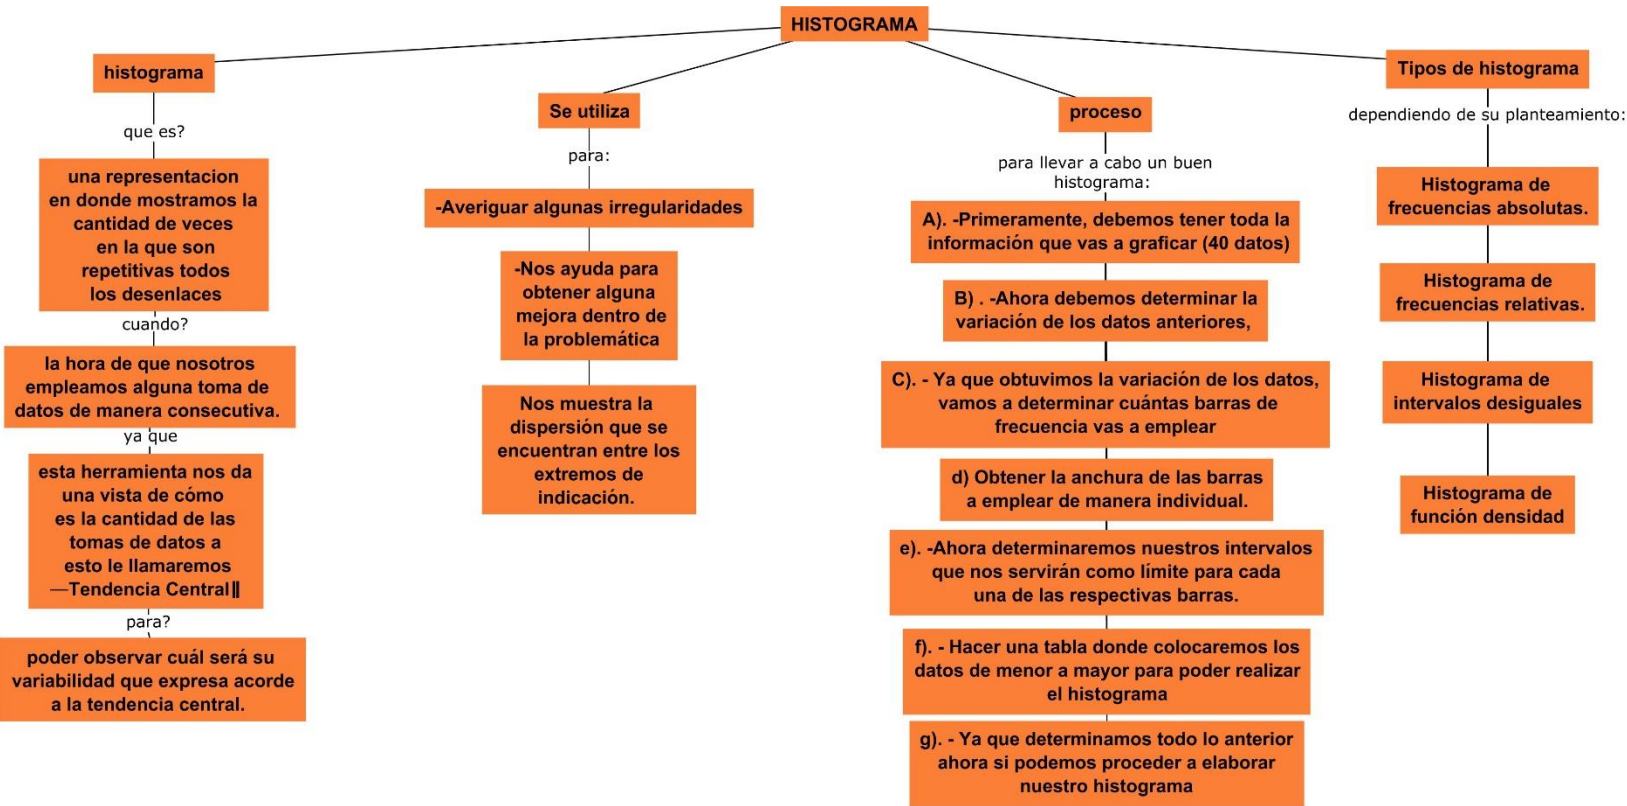 HISTOGRAMA
histograma
que es?
una representacion
en donde mostramos la
cantidad de veces
en la que son
repetitivas todos
los desenlaces
cuando?
la hora de que nosotros
empleamos alguna toma de
datos de manera consecutiva.
ya que
esta herramienta nos da
una vista de cómo
es la cantidad de las
tomas de datos a
esto le llamaremos
―Tendencia Central‖
para?
poder observar cuál será su
variabilidad que expresa acorde
a la tendencia central.
Se utiliza
para:
-Averiguar algunas irregularidades
-Nos ayuda para
obtener alguna
mejora dentro de
la problemática
Nos muestra la
dispersión que se
encuentran entre los
extremos de
indicación.
proceso
para llevar a cabo un buen
histograma:
A). -Primeramente, debemos tener toda la
información que vas a graficar (40 datos)
B) . -Ahora debemos determinar la
variación de los datos anteriores,
C). - Ya que obtuvimos la variación de los datos,
vamos a determinar cuántas barras de
frecuencia vas a emplear
d) Obtener la anchura de las barras
a emplear de manera individual.
e). -Ahora determinaremos nuestros intervalos
que nos servirán como límite para cada
una de las respectivas barras.
f). - Hacer una tabla donde colocaremos los
datos de menor a mayor para poder realizar
el histograma
g). - Ya que determinamos todo lo anterior
ahora si podemos proceder a elaborar
nuestro histograma
Tipos de histograma
dependiendo de su planteamiento:
Histograma de
frecuencias absolutas.
Histograma de
frecuencias relativas.
Histograma de
intervalos desiguales
Histograma de
función densidad